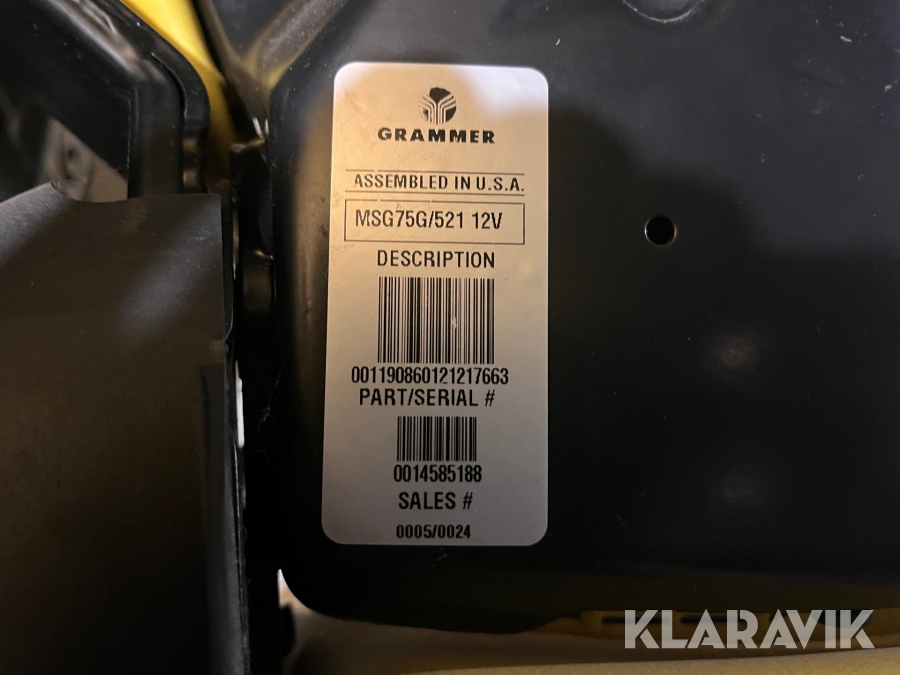 GRAMMER
ASSEMBLED IN U.S.A.
MSG75G/521 12V
DESCRIPTION
001190860121217663
PART/SERIAL #
0014585188
SALES #
0005/0024
KLARAVIK